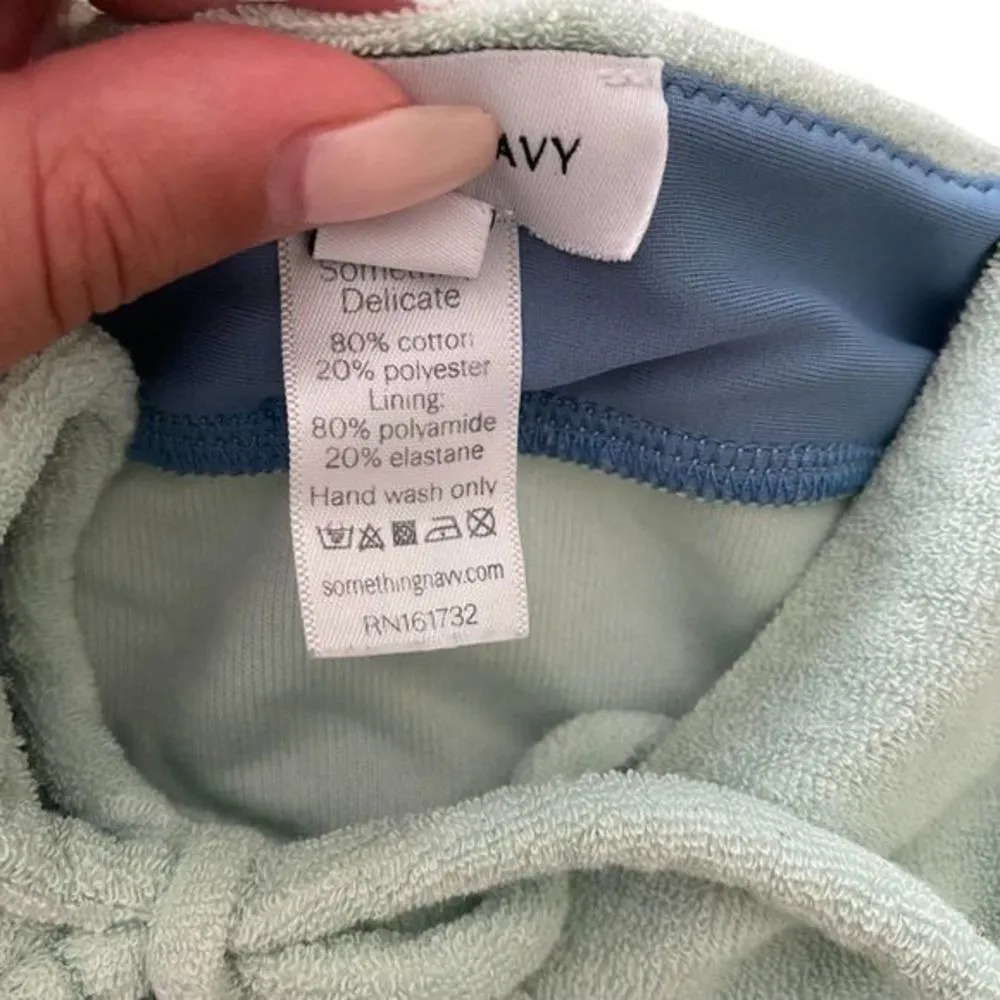 AVY
Delicate
80% cotton
20% polyester
Lining:
80% polyamide
20% elastane
Hand wash only
somethingnavy.com
RN161732